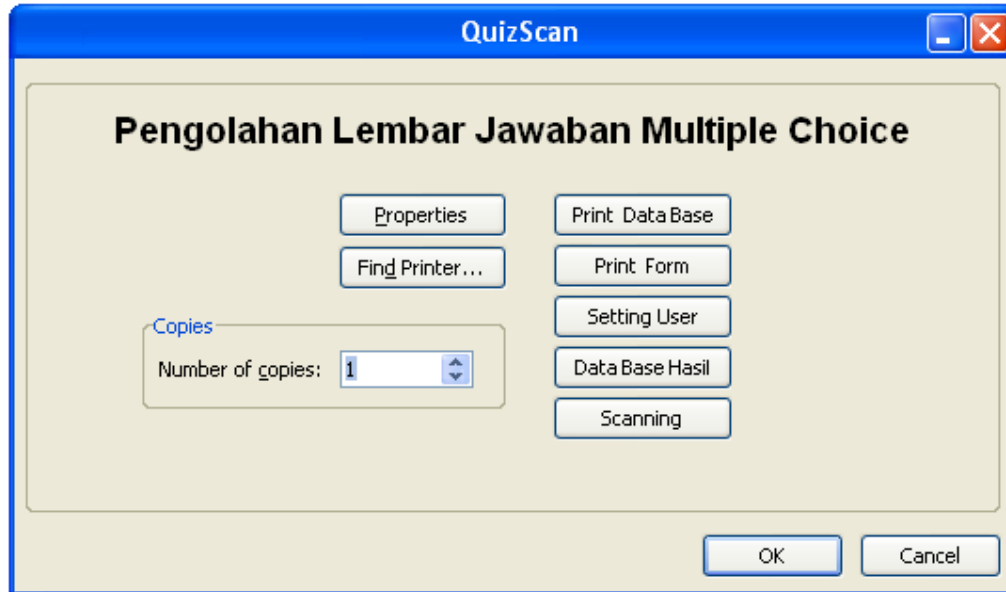 QuizScan
Pengolahan Lembar Jawaban Multiple Choice
Properties
Print Data Base
Find Printer...
Print Form
Setting User
Copies
Number of copies: 1
Data Base Hasil
Scanning
OK
Cancel